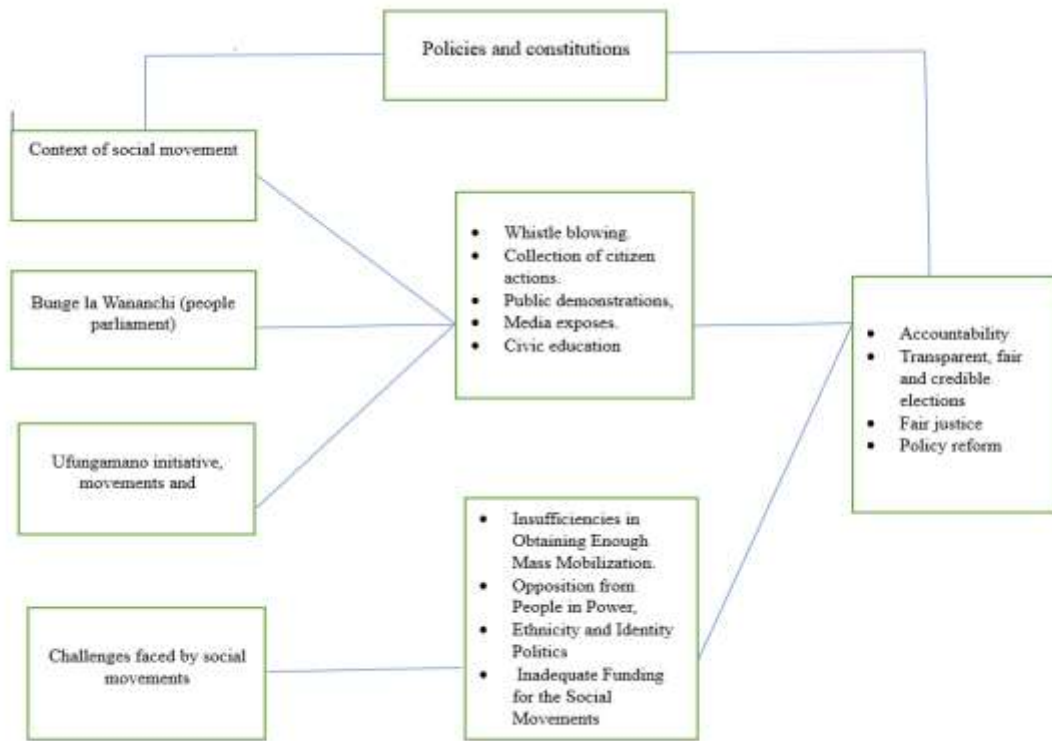 Policies and constitutions
Context of social movement
Bunge la Wananchi (people
parliament)
Ufungamano initiative,
movements and
Challenges faced by social
movements
• Whistle blowing.
• Collection of citizen
actions.
• Public demonstrations,
• Media exposes.
• Civic education
• Insufficiencies in
Obtaining Enough
Mass Mobilization.
• Opposition from
People in Power,
• Ethnicity and Identity
Politics
• Inadequate Funding
for the Social
Movements
• Accountability
• Transparent, fair
and credible
elections
• Fair justice
• Policy reform